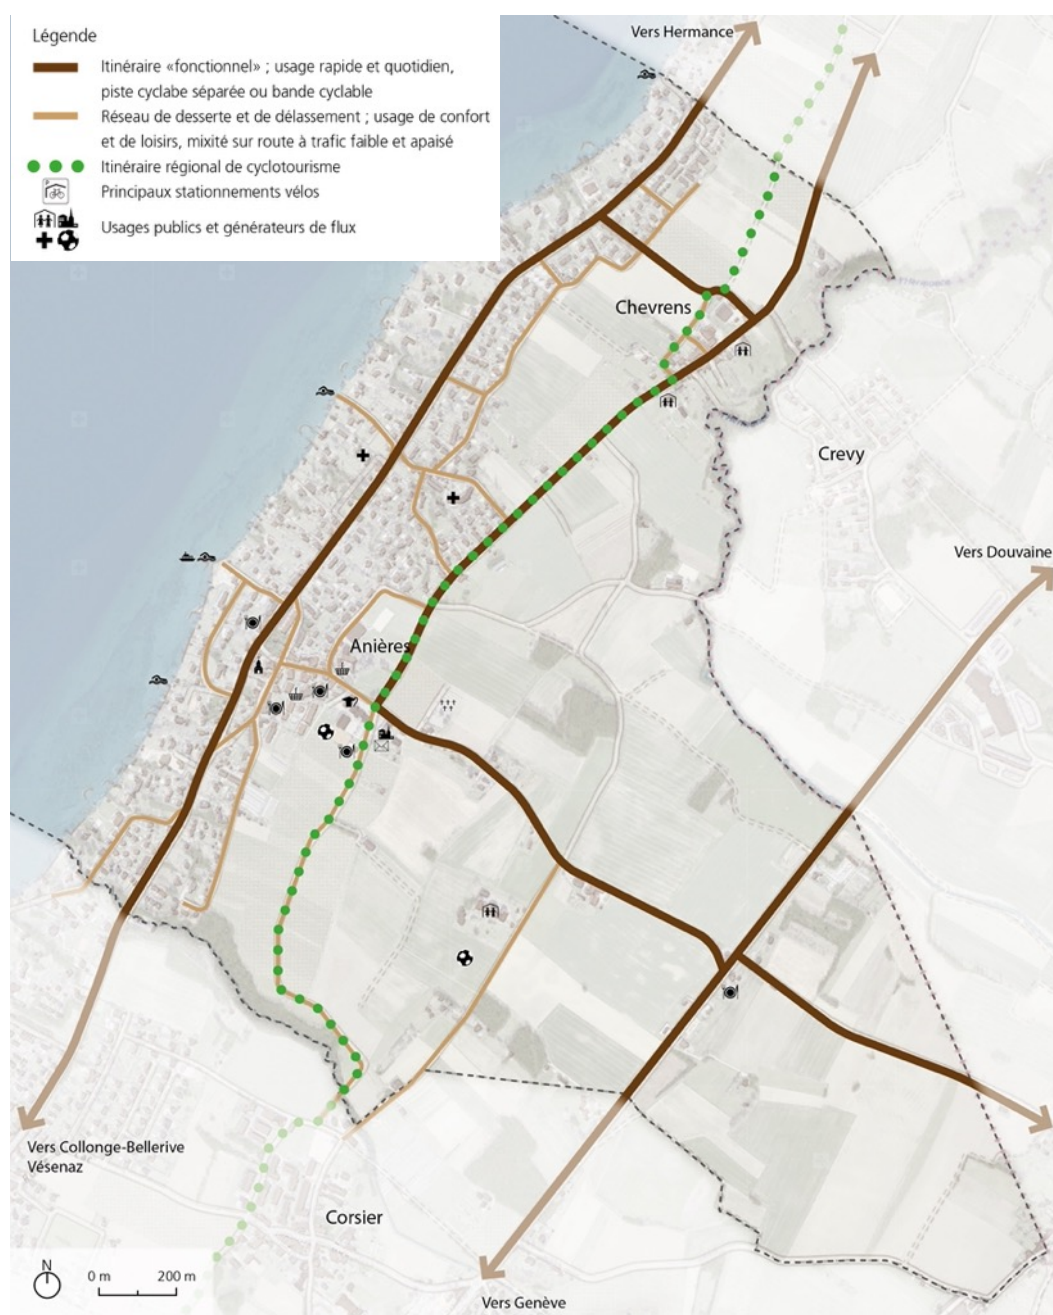 Légende
Itinéraire «fonctionnel» ; usage rapide et quotidien,
piste cyclabe séparée ou bande cyclable
Réseau de desserte et de délassement ; usage de confort
et de loisirs, mixité sur route à trafic faible et apaisé
Itinéraire régional de cyclotourisme
Principaux stationnements vélos
Usages publics et générateurs de flux
Vers Hermance
Chevrens
Crevy
Vers Douvaine
Anières
Vers Collonge-Bellerive
Vésenaz
Corsier
N
0 m 200 m
Vers Genève